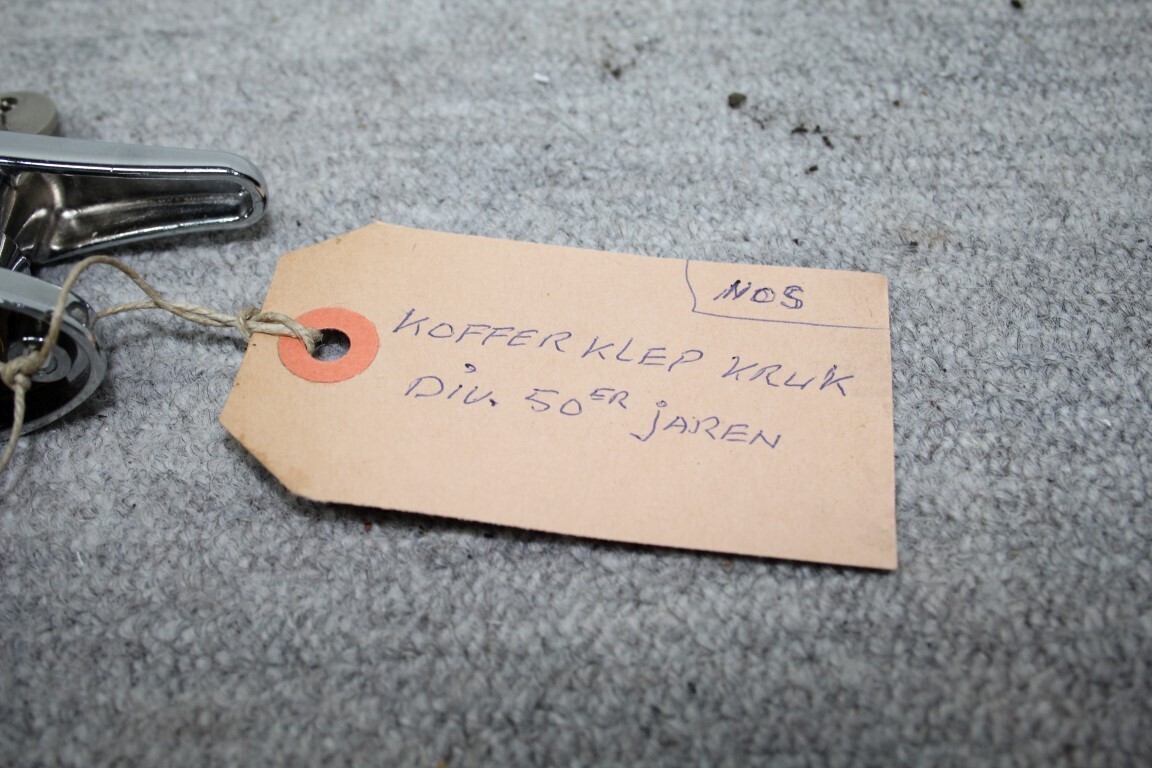 NOS
KOFFERKLEP KRUK
DIV. 50ER JAREN